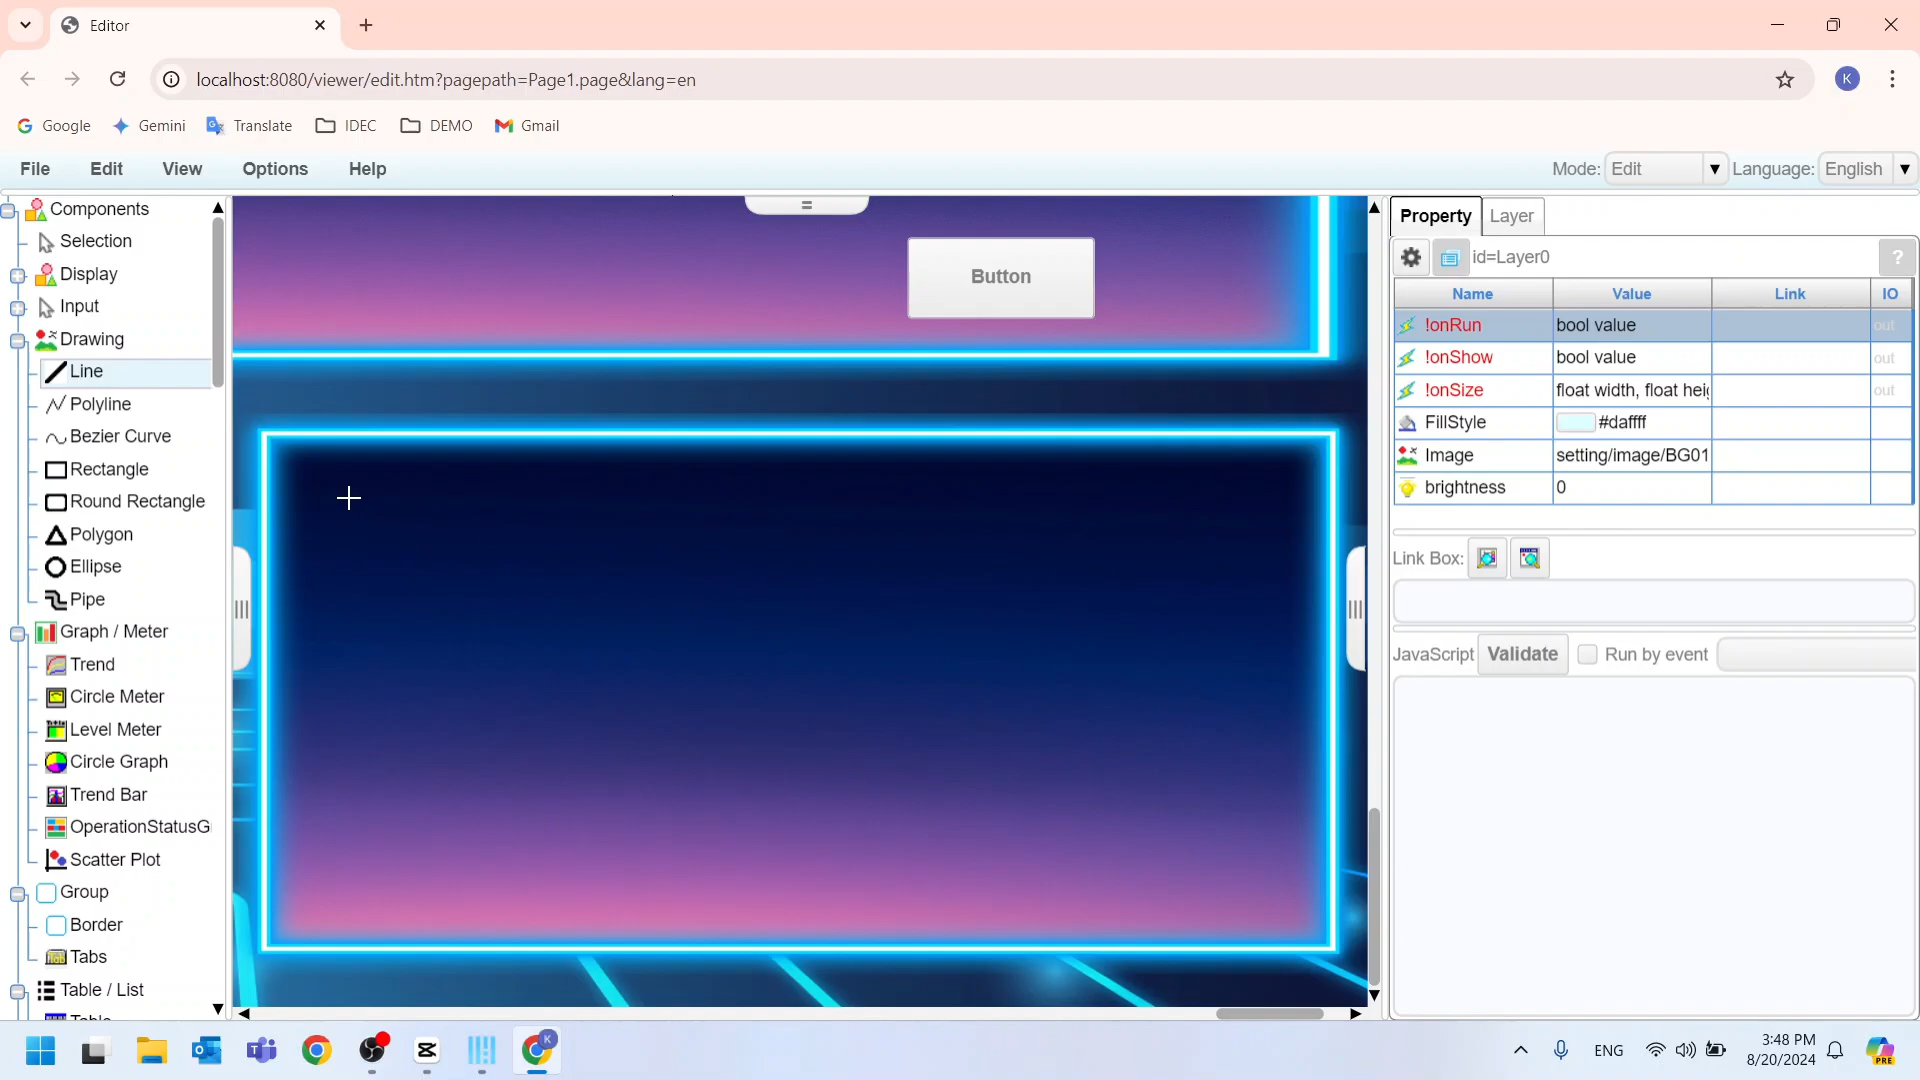 Editor
localhost:8080/viewer/edit.htm?pagepath=Page1.page&lang=en
K
Google
Gemini
Translate
IDEC
DEMO
Gmail
File
Edit
View
Options
Help
Mode:
Edit
Language:
English
Components
Selection
Display
Input
Drawing
Line
Polyline
Bezier Curve
Rectangle
Round Rectangle
Polygon
Ellipse
Pipe
Graph / Meter
Trend
Circle Meter
Level Meter
Circle Graph
Trend Bar
OperationStatusG
Scatter Plot
Group
Border
Tabs
Table / List
Table
Button
Property
Layer
id=Layer0
?
Name Value Link IO
!onRun bool value out
!onShow bool value out
!onSize float width, float hei out
FillStyle #daffff
Image setting/image/BG01
brightness 0
Link Box:
JavaScript Validate Run by event
K
ENG
3:48 PM
8/20/2024
PRE